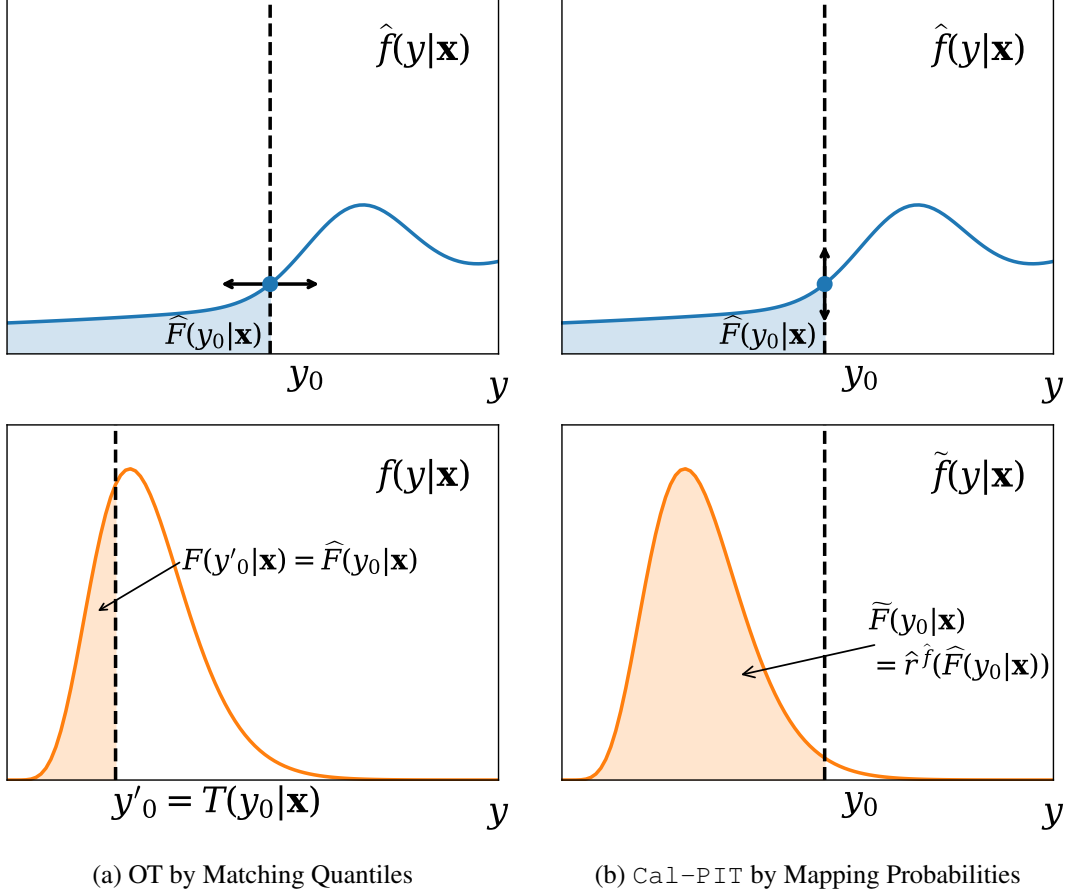 f̂(y|x)
F̂(y₀|x)
y₀
y
f̂(y|x)
F̂(y₀|x)
y₀
y
f(y|x)
F(y'₀|x) = F̂(y₀|x)
y'₀ = T(y₀|x)
y
f̃(y|x)
F̃(y₀|x)
= r̂^f̂(F̂(y₀|x))
y₀
y
(a) OT by Matching Quantiles
(b) Cal-PIT by Mapping Probabilities